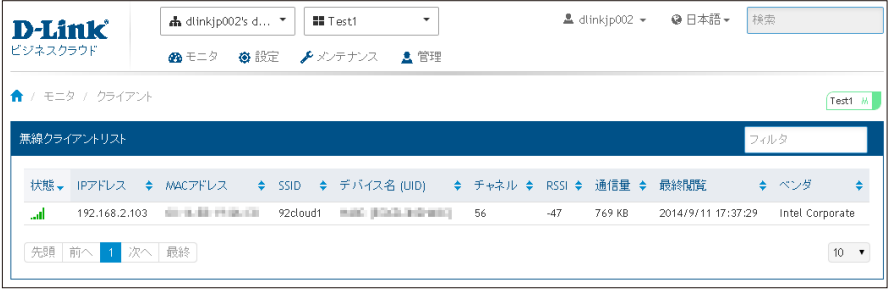 D-Link
ビジネスクラウド
dlinkjp002's d... Test1 dlinkjp002 日本語 検索
モニタ 設定 メンテナンス 管理
/ モニタ / クライアント
Test1 M
無線クライアントリスト フィルタ
状態 IPアドレス MACアドレス SSID デバイス名 (UID) チャネル RSSI 通信量 最終閲覧 ベンダ
192.168.2.103 92cloud1 56 -47 769 KB 2014/9/11 17:37:29 Intel Corporate
先頭 前へ 1 次へ 最終 10